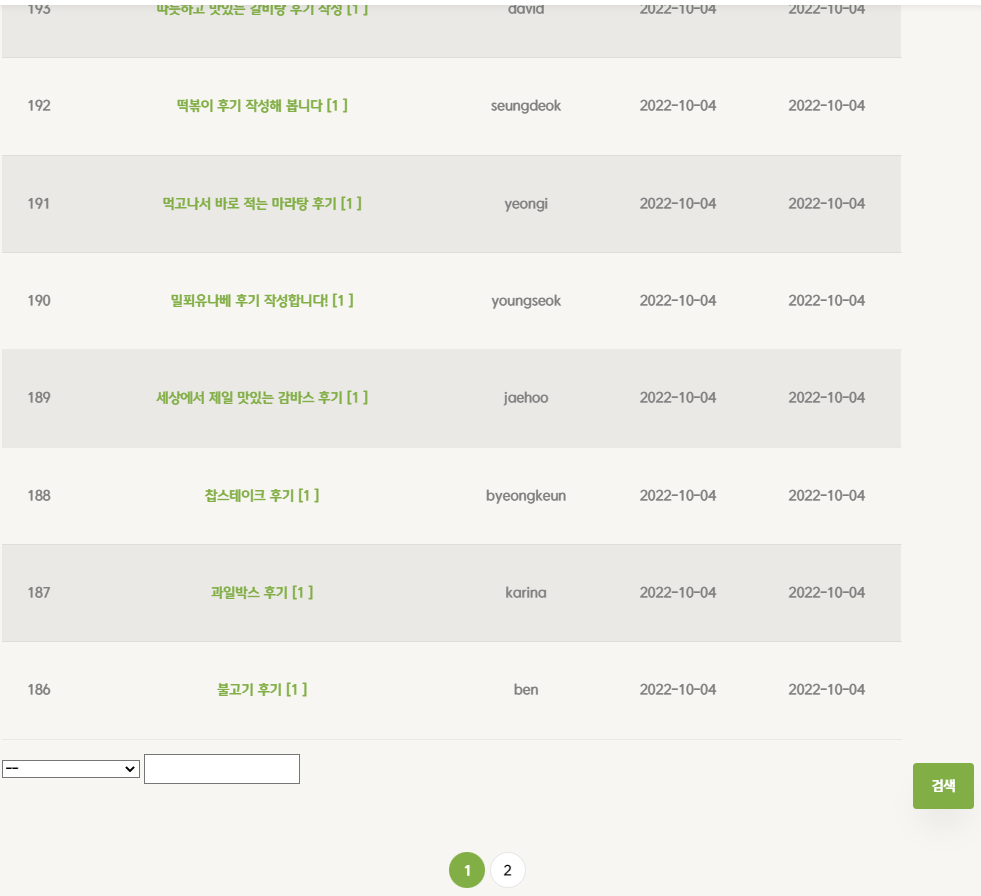 193 따뜻하고 맛있는 갈비탕 후기 작성 [1 ] david 2022-10-04 2022-10-04
192 떡볶이 후기 작성해 봅니다 [1 ] seungdeok 2022-10-04 2022-10-04
191 먹고나서 바로 적는 마라탕 후기 [1 ] yeongi 2022-10-04 2022-10-04
190 밀푀유나베 후기 작성합니다! [1 ] youngseok 2022-10-04 2022-10-04
189 세상에서 제일 맛있는 감바스 후기 [1 ] jaehoo 2022-10-04 2022-10-04
188 찹스테이크 후기 [1 ] byeongkeun 2022-10-04 2022-10-04
187 과일박스 후기 [1 ] karina 2022-10-04 2022-10-04
186 불고기 후기 [1 ] ben 2022-10-04 2022-10-04
--
검색
1 2